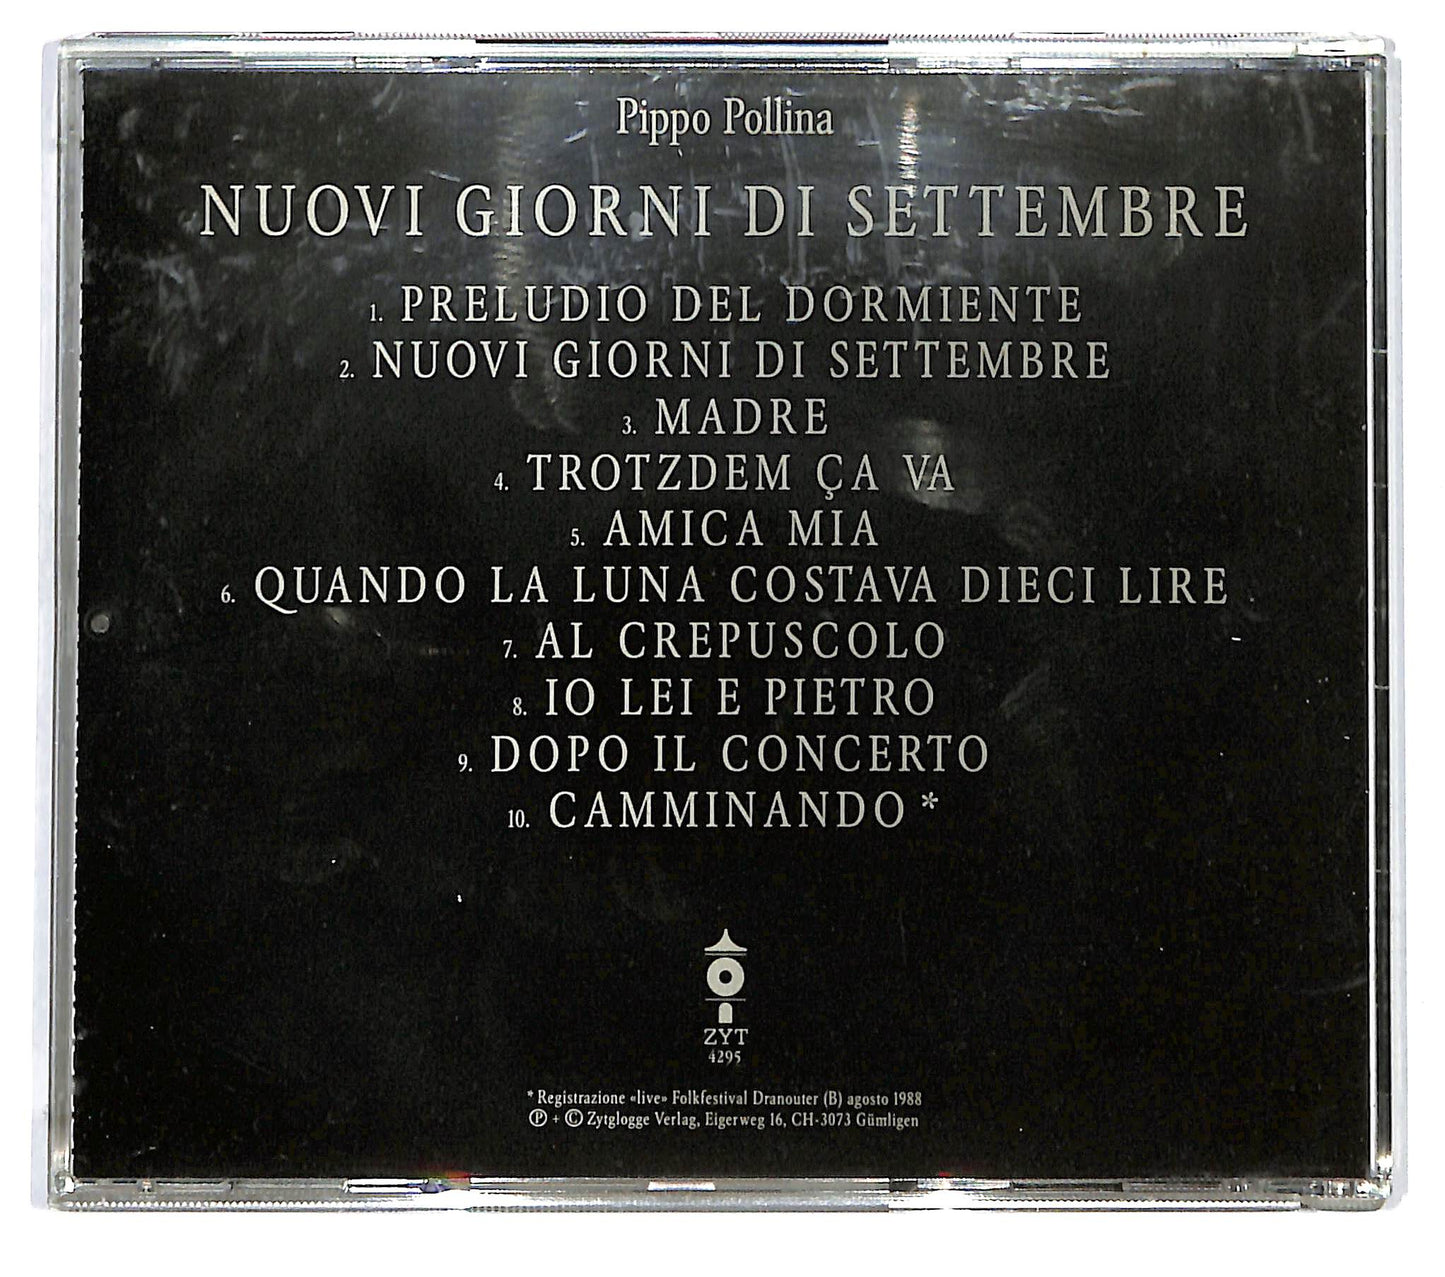 Pippo Pollina
NUOVI GIORNI DI SETTEMBRE
1. PRELUDIO DEL DORMIENTE
2. NUOVI GIORNI DI SETTEMBRE
3. MADRE
4. TROTZDEM ÇA VA
5. AMICA MIA
6. QUANDO LA LUNA COSTAVA DIECI LIRE
7. AL CREPUSCOLO
8. IO LEI E PIETRO
9. DOPO IL CONCERTO
10. CAMMINANDO *
ZYT
4295
* Registrazione «live» Folkfestival Dranouter (B) agosto 1988
℗ + © Zytglogge Verlag, Eigerweg 16, CH-3073 Gümligen